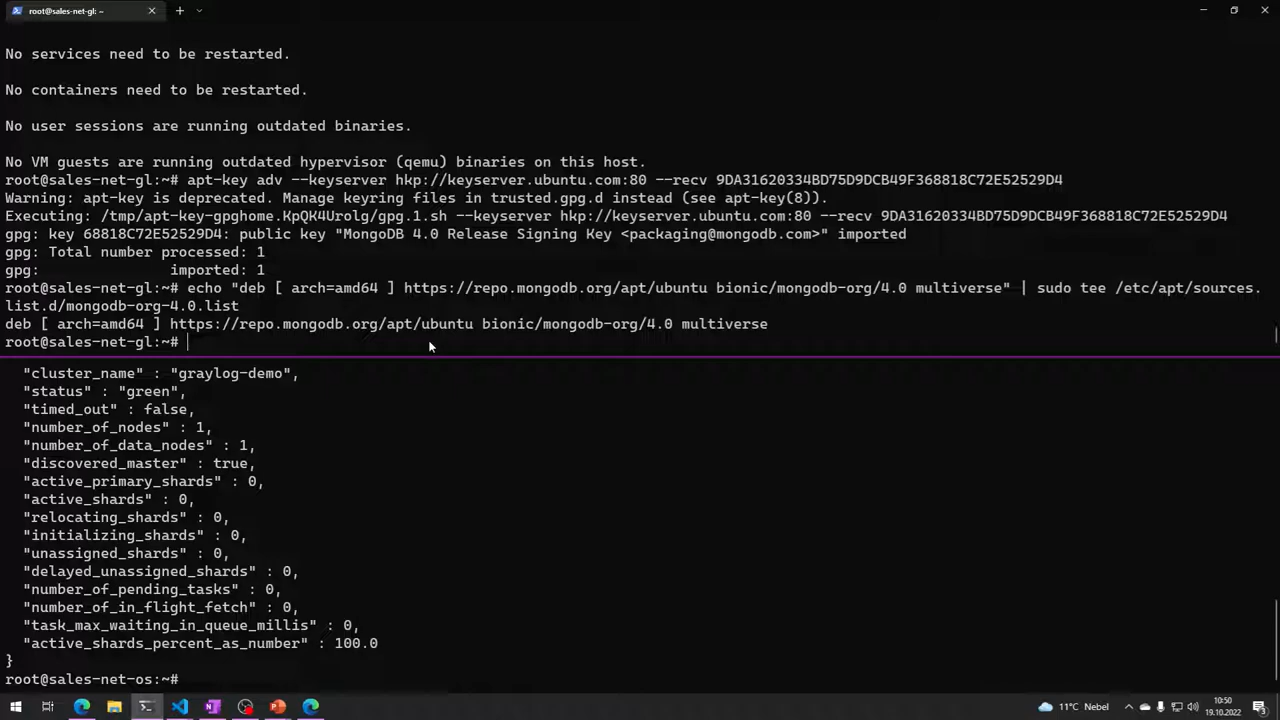 root@sales-net-gl: ~
No services need to be restarted.
No containers need to be restarted.
No user sessions are running outdated binaries.
No VM guests are running outdated hypervisor (qemu) binaries on this host.
root@sales-net-gl:~# apt-key adv --keyserver hkp://keyserver.ubuntu.com:80 --recv 9DA31620334BD75D9DCB49F368818C72E52529D4
Warning: apt-key is deprecated. Manage keyring files in trusted.gpg.d instead (see apt-key(8)).
Executing: /tmp/apt-key-gpghome.KpQK4Urolg/gpg.1.sh --keyserver hkp://keyserver.ubuntu.com:80 --recv 9DA31620334BD75D9DCB49F368818C72E52529D4
gpg: key 68818C72E52529D4: public key "MongoDB 4.0 Release Signing Key <packaging@mongodb.com>" imported
gpg: Total number processed: 1
gpg:               imported: 1
root@sales-net-gl:~# echo "deb [ arch=amd64 ] https://repo.mongodb.org/apt/ubuntu bionic/mongodb-org/4.0 multiverse" | sudo tee /etc/apt/sources.
list.d/mongodb-org-4.0.list
deb [ arch=amd64 ] https://repo.mongodb.org/apt/ubuntu bionic/mongodb-org/4.0 multiverse
root@sales-net-gl:~#
"cluster_name" : "graylog-demo",
"status" : "green",
"timed_out" : false,
"number_of_nodes" : 1,
"number_of_data_nodes" : 1,
"discovered_master" : true,
"active_primary_shards" : 0,
"active_shards" : 0,
"relocating_shards" : 0,
"initializing_shards" : 0,
"unassigned_shards" : 0,
"delayed_unassigned_shards" : 0,
"number_of_pending_tasks" : 0,
"number_of_in_flight_fetch" : 0,
"task_max_waiting_in_queue_millis" : 0,
"active_shards_percent_as_number" : 100.0
}
root@sales-net-os:~#
11°C Nebel
10:50
19.10.2022